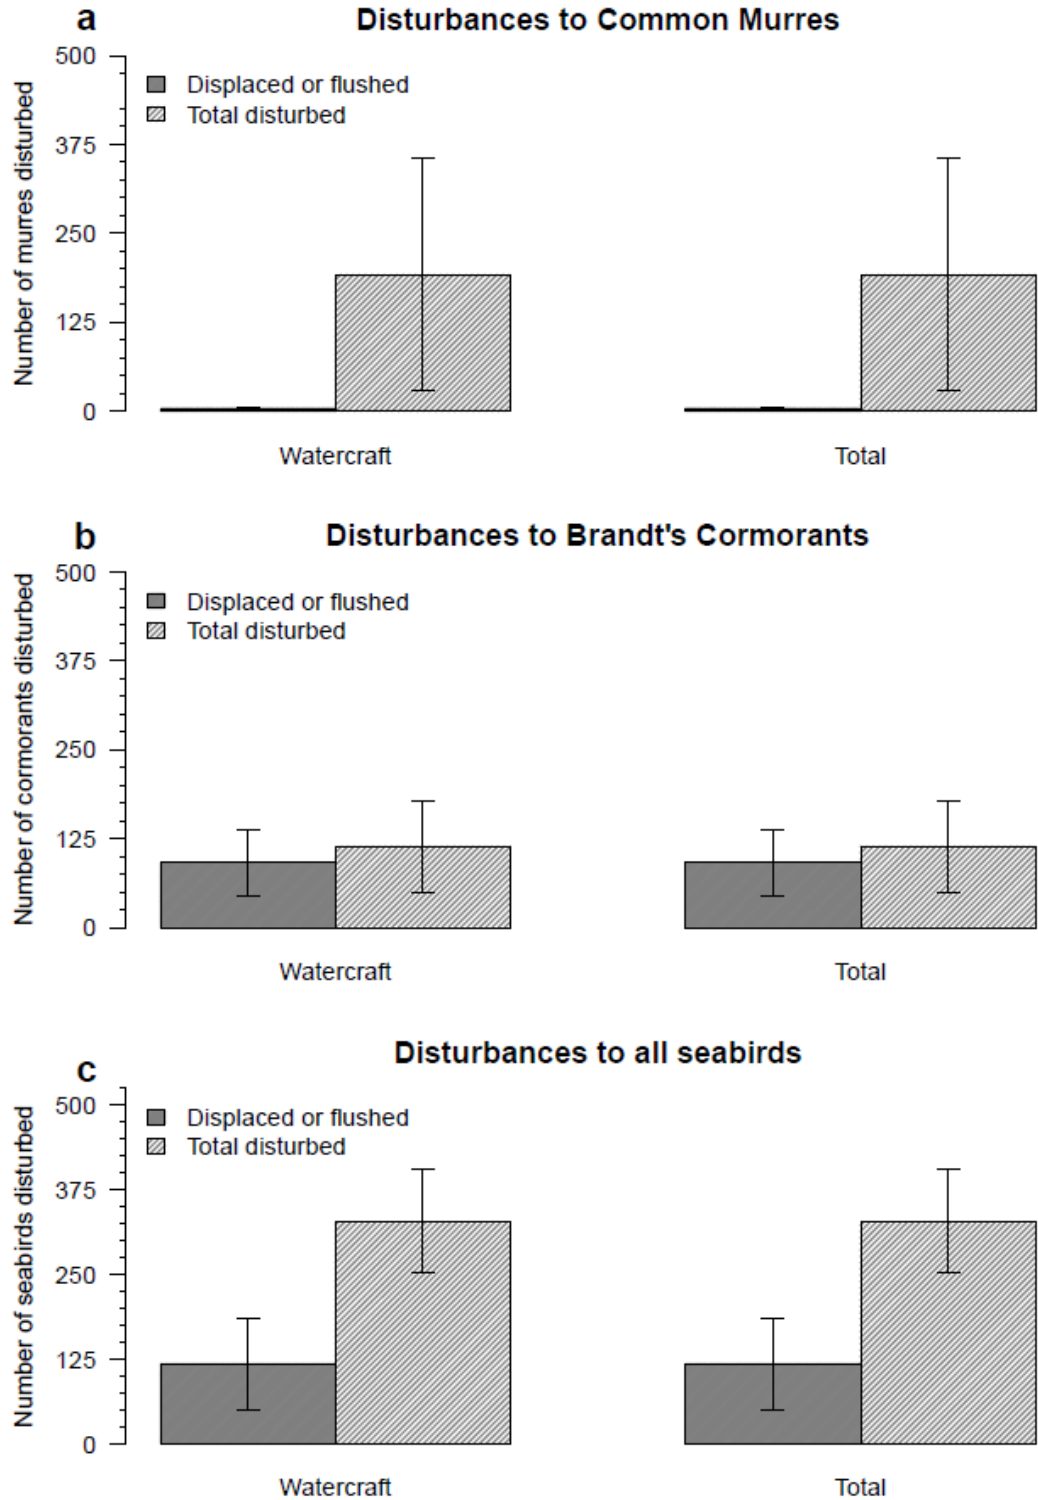 a
Disturbances to Common Murres
Number of murres disturbed
500
375
250
125
0
Displaced or flushed
Total disturbed
Watercraft
Total
b
Disturbances to Brandt's Cormorants
Number of cormorants disturbed
500
375
250
125
0
Displaced or flushed
Total disturbed
Watercraft
Total
c
Disturbances to all seabirds
Number of seabirds disturbed
500
375
250
125
0
Displaced or flushed
Total disturbed
Watercraft
Total